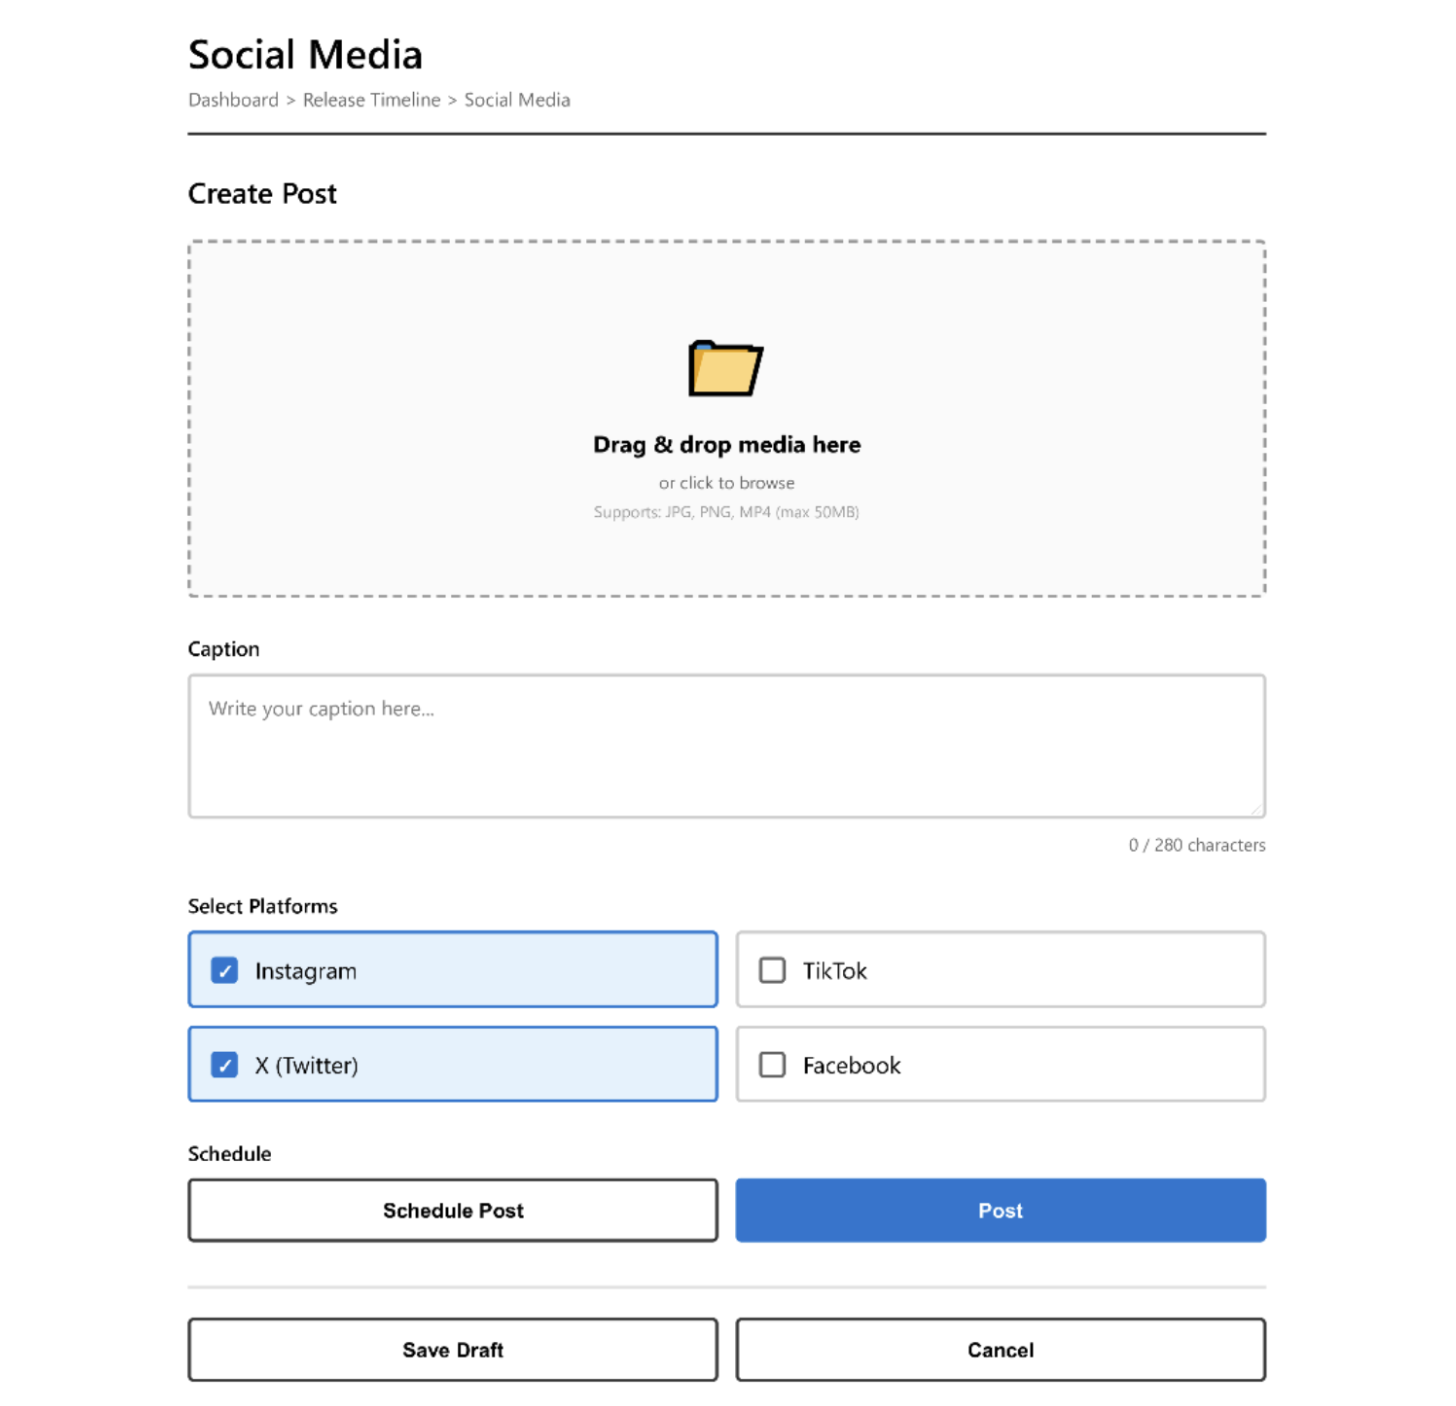 Social Media
Dashboard > Release Timeline > Social Media
Create Post
Drag & drop media here
or click to browse
Supports: JPG, PNG, MP4 (max 50MB)
Caption
Write your caption here...
0 / 280 characters
Select Platforms
Instagram
TikTok
X (Twitter)
Facebook
Schedule
Schedule Post
Post
Save Draft
Cancel